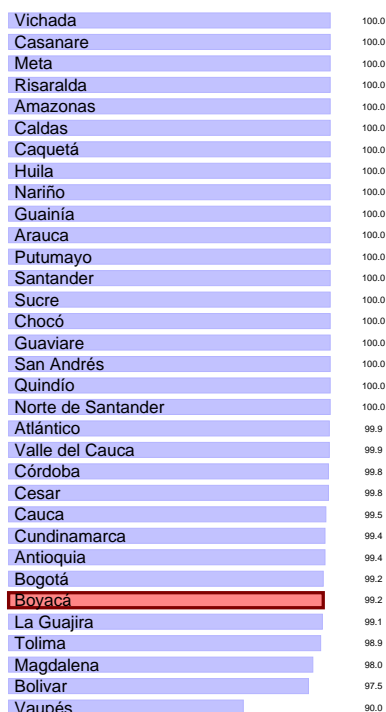 Vichada 100.0
Casanare 100.0
Meta 100.0
Risaralda 100.0
Amazonas 100.0
Caldas 100.0
Caquetá 100.0
Huila 100.0
Nariño 100.0
Guainía 100.0
Arauca 100.0
Putumayo 100.0
Santander 100.0
Sucre 100.0
Chocó 100.0
Guaviare 100.0
San Andrés 100.0
Quindío 100.0
Norte de Santander 100.0
Atlántico 99.9
Valle del Cauca 99.9
Córdoba 99.8
Cesar 99.8
Cauca 99.5
Cundinamarca 99.4
Antioquia 99.4
Bogotá 99.2
Boyacá 99.2
La Guajira 99.1
Tolima 98.9
Magdalena 98.0
Bolivar 97.5
Vaupés 90.0